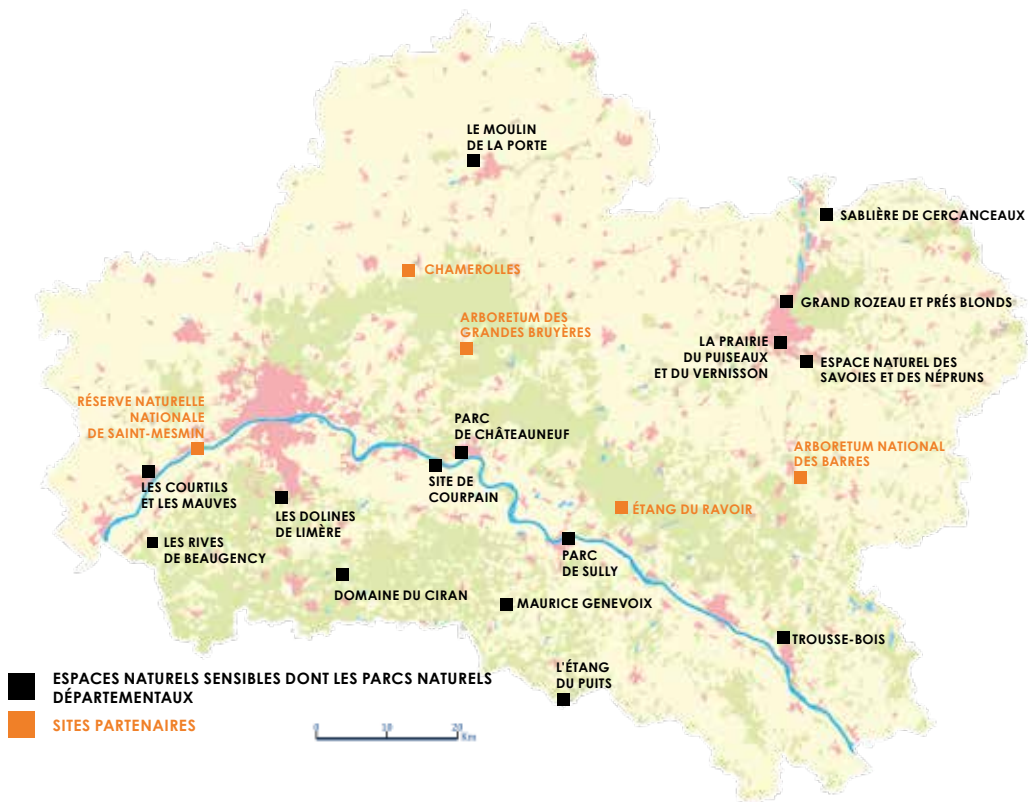 LE MOULIN
DE LA PORTE
SABLIÈRE DE CERCANCEAUX
CHAMEROLLES
GRAND ROZEAU ET PRÉS BLONDS
ARBORETUM DES
GRANDES BRUYÈRES
LA PRAIRIE
DU PUISEAUX
ET DU VERNISSON
ESPACE NATUREL DES
SAVOIES ET DES NÉPRUNS
RÉSERVE NATURELLE
NATIONALE
DE SAINT-MESMIN
PARC
DE CHÂTEAUNEUF
ARBORETUM NATIONAL
DES BARRES
LES COURTILS
ET LES MAUVES
SITE DE
COURPAIN
LES DOLINES
DE LIMÈRE
ÉTANG DU RAVOIR
LES RIVES
DE BEAUGENCY
PARC
DE SULLY
DOMAINE DU CIRAN
MAURICE GENEVOIX
TROUSSE-BOIS
L'ÉTANG
DU PUITS
ESPACES NATURELS SENSIBLES DONT LES PARCS NATURELS
DÉPARTEMENTAUX
SITES PARTENAIRES
0 10 20
Km